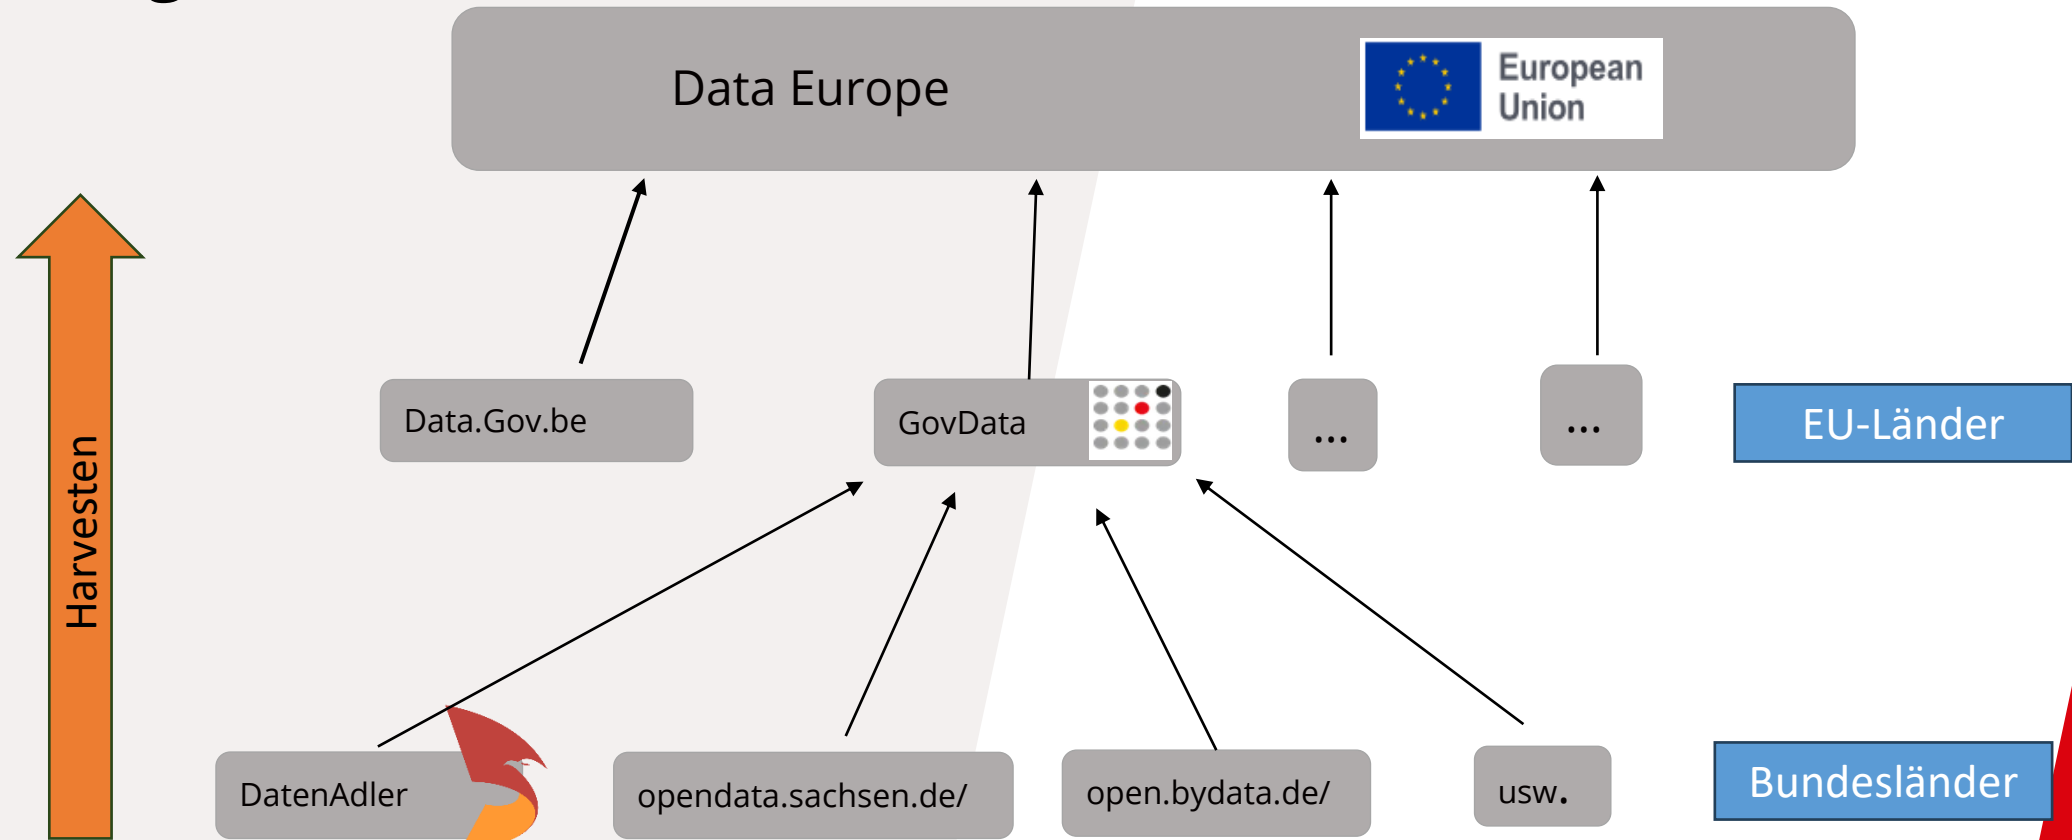 Data Europe
European
Union
Data.Gov.be
GovData
...
...
EU-Länder
Harvesten
DatenAdler
opendata.sachsen.de/
open.bydata.de/
usw.
Bundesländer